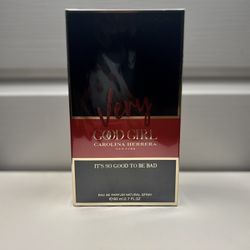 Very
GOOD GIRL
CAROLINA HERRERA
NEW YORK
IT'S SO GOOD TO BE BAD
EAU DE PARFUM NATURAL SPRAY
80 ml 2.7 FL.OZ